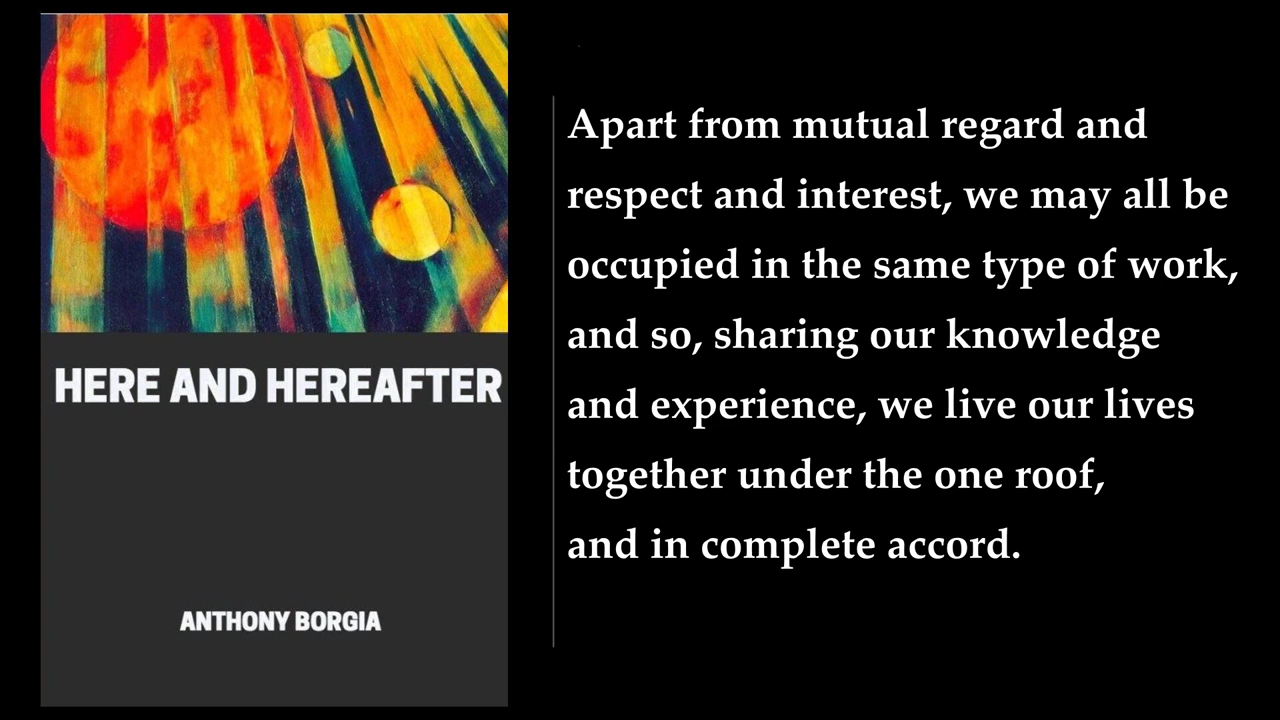 HERE AND HEREAFTER
ANTHONY BORGIA
Apart from mutual regard and
respect and interest, we may all be
occupied in the same type of work,
and so, sharing our knowledge
and experience, we live our lives
together under the one roof,
and in complete accord.